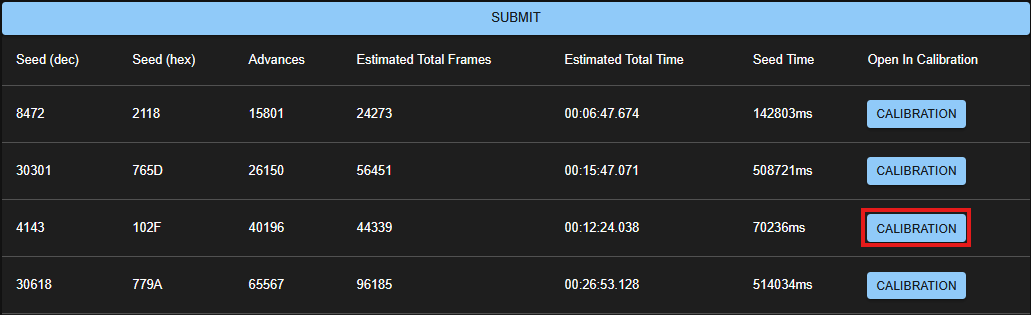 SUBMIT
Seed (dec) Seed (hex) Advances Estimated Total Frames Estimated Total Time Seed Time Open In Calibration
8472 2118 15801 24273 00:06:47.674 142803ms CALIBRATION
30301 765D 26150 56451 00:15:47.071 508721ms CALIBRATION
4143 102F 40196 44339 00:12:24.038 70236ms CALIBRATION
30618 779A 65567 96185 00:26:53.128 514034ms CALIBRATION